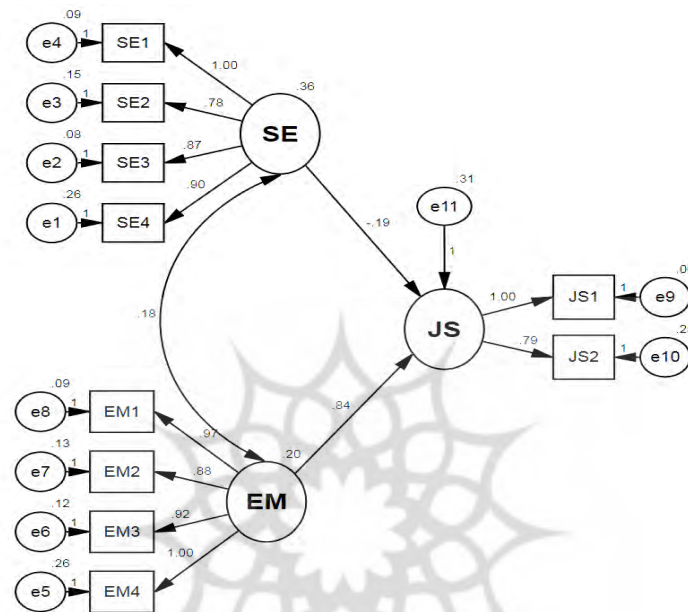 .09
e4 1 SE1
1.00
.36
.15
e3 1 SE2
.78
SE
.08
e2 1 SE3
.87
.26
e1 1 SE4
.90
.31
e11
-.19
1
.18
JS
1.00
JS1 1 e9
.79
JS2 1 e10
.84
.09
e8 1 EM1
.97
.20
.13
e7 1 EM2
.88
EM
.12
e6 1 EM3
.92
.26
e5 1 EM4
1.00